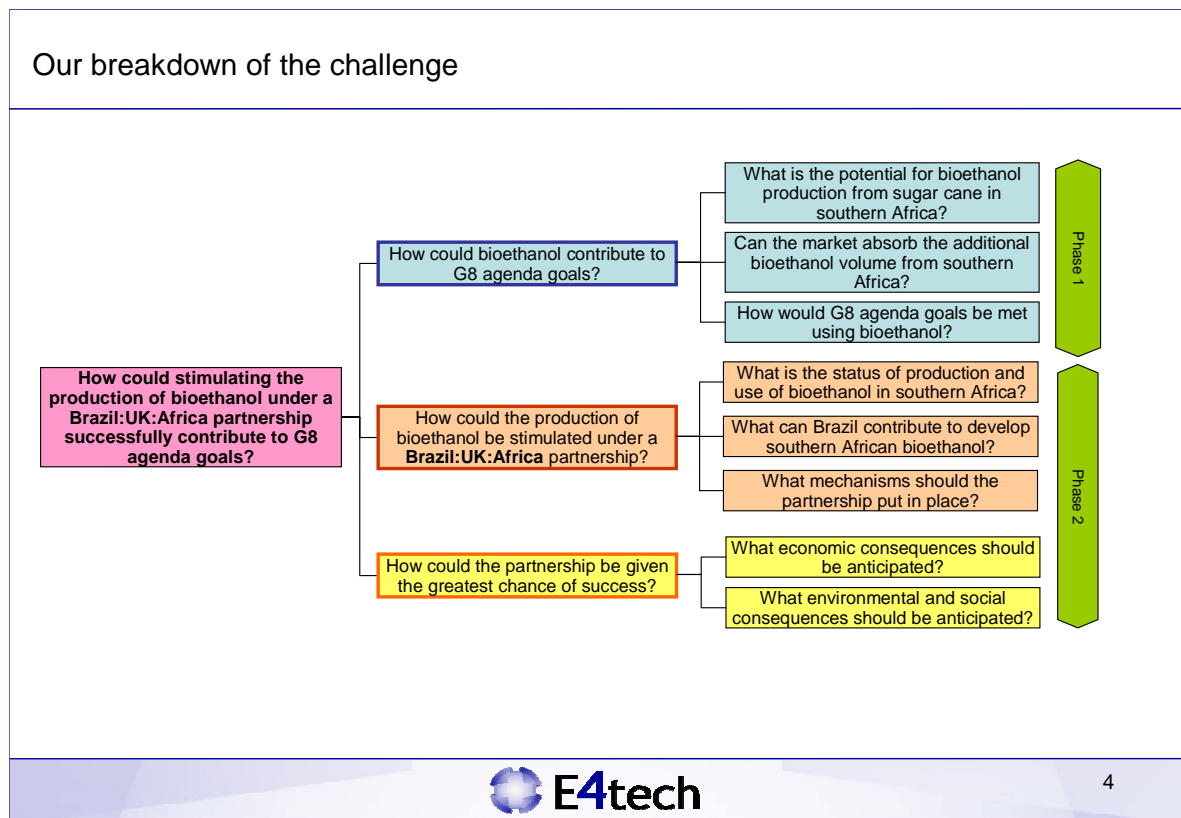 Our breakdown of the challenge
What is the potential for bioethanol
production from sugar cane in
southern Africa?
Can the market absorb the additional
bioethanol volume from southern
Africa?
How would G8 agenda goals be met
using bioethanol?
How could bioethanol contribute to
G8 agenda goals?
Phase 1
How could stimulating the
production of bioethanol under a
Brazil:UK:Africa partnership
successfully contribute to G8
agenda goals?
How could the production of
bioethanol be stimulated under a
Brazil:UK:Africa partnership?
What is the status of production and
use of bioethanol in southern Africa?
What can Brazil contribute to develop
southern African bioethanol?
What mechanisms should the
partnership put in place?
Phase 2
How could the partnership be given
the greatest chance of success?
What economic consequences should
be anticipated?
What environmental and social
consequences should be anticipated?
E4tech
4